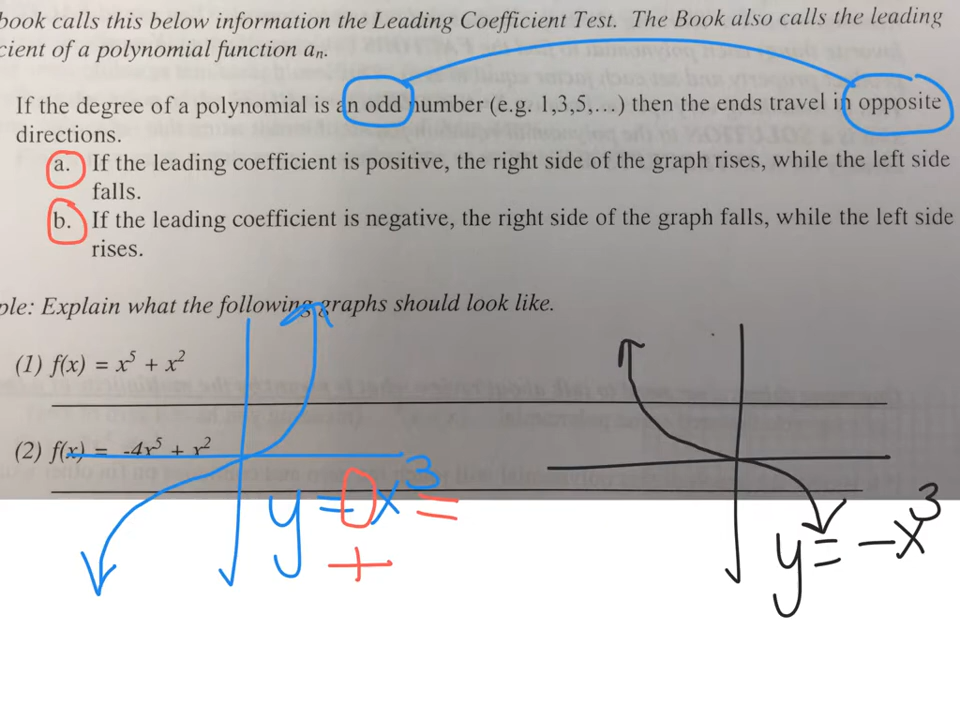 book calls this below information the Leading Coefficient Test. The Book also calls the leading
cient of a polynomial function aₙ.
If the degree of a polynomial is an odd number (e.g. 1,3,5,…) then the ends travel in opposite
directions.
a. If the leading coefficient is positive, the right side of the graph rises, while the left side
falls.
b. If the leading coefficient is negative, the right side of the graph falls, while the left side
rises.
ple: Explain what the following graphs should look like.
(1) f(x) = x⁵ + x²
(2) f(x) = -4x⁵ + x²
y = x³
+
y = -x³